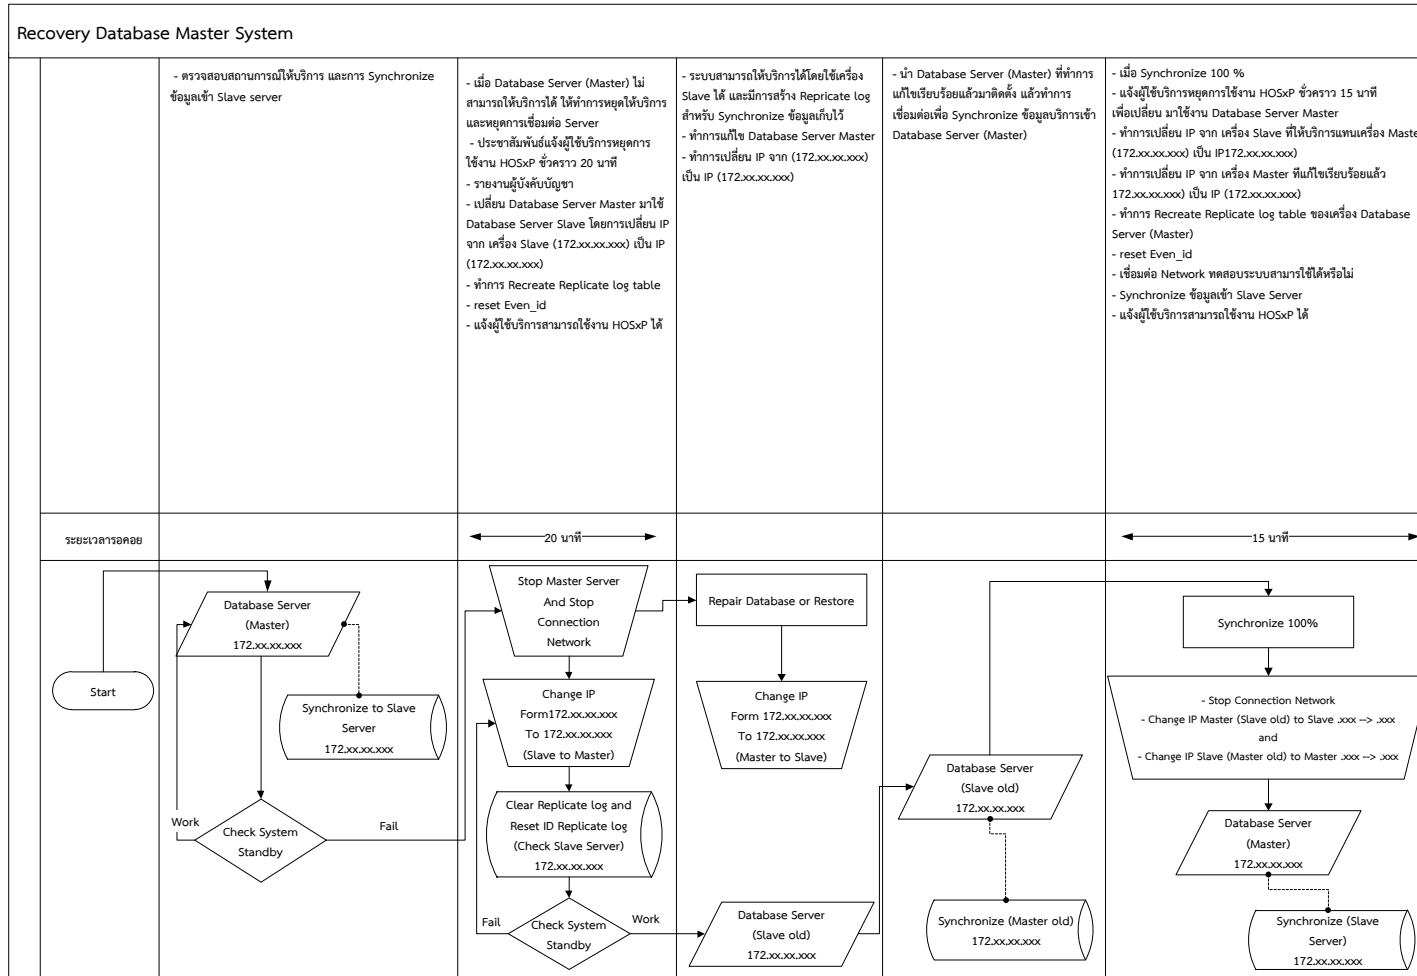 Recovery Database Master System
- ตรวจสอบสถานการณ์ให้บริการ และการ Synchronize
ข้อมูลเข้า Slave server
- เมื่อ Database Server (Master) ไม่
สามารถให้บริการได้ ให้ทำการหยุดให้บริการ
และหยุดการเชื่อมต่อ Server
- ประชาสัมพันธ์แจ้งผู้ใช้บริการหยุดการ
ใช้งาน HOSxP ชั่วคราว 20 นาที
- รายงานผู้บังคับบัญชา
- เปลี่ยน Database Server Master มาใช้
Database Server Slave โดยการเปลี่ยน IP
จาก เครื่อง Slave (172.xx.xx.xxx) เป็น IP
(172.xx.xx.xxx)
- ทำการ Recreate Replicate log table
- reset Even_id
- แจ้งผู้ใช้บริการสามารถใช้งาน HOSxP ได้
- ระบบสามารถให้บริการได้โดยใช้เครื่อง
Slave ได้ และมีการสร้าง Repricate log
สำหรับ Synchronize ข้อมูลเก็บไว้
- ทำการแก้ไข Database Server Master
- ทำการเปลี่ยน IP จาก (172.xx.xx.xxx)
เป็น IP (172.xx.xx.xxx)
- นำ Database Server (Master) ที่ทำการ
แก้ไขเรียบร้อยแล้วมาติดตั้ง แล้วทำการ
เชื่อมต่อเพื่อ Synchronize ข้อมูลบริการเข้า
Database Server (Master)
- เมื่อ Synchronize 100 %
- แจ้งผู้ใช้บริการหยุดการใช้งาน HOSxP ชั่วคราว 15 นาที
เพื่อเปลี่ยน มาใช้งาน Database Server Master
- ทำการเปลี่ยน IP จาก เครื่อง Slave ที่ให้บริการแทนเครื่อง Maste
(172.xx.xx.xxx) เป็น IP172.xx.xx.xxx)
- ทำการเปลี่ยน IP จาก เครื่อง Master ทีแก้ไขเรียบร้อยแล้ว
172.xx.xx.xxx) เป็น IP (172.xx.xx.xxx)
- ทำการ Recreate Replicate log table ของเครื่อง Database
Server (Master)
- reset Even_id
- เชื่อมต่อ Network ทดสอบระบบสามารใช้ได้หรือไม่
- Synchronize ข้อมูลเข้า Slave Server
- แจ้งผู้ใช้บริการสามารถใช้งาน HOSxP ได้
ระยะเวลารอคอย
20 นาที
15 นาที
Start
Database Server
(Master)
172.xx.xx.xxx
Synchronize to Slave
Server
172.xx.xx.xxx
Check System
Standby
Work
Fail
Stop Master Server
And Stop
Connection
Network
Change IP
Form172.xx.xx.xxx
To 172.xx.xx.xxx
(Slave to Master)
Clear Replicate log and
Reset ID Replicate log
(Check Slave Server)
172.xx.xx.xxx
Check System
Standby
Fail
Work
Repair Database or Restore
Change IP
Form 172.xx.xx.xxx
To 172.xx.xx.xxx
(Master to Slave)
Database Server
(Slave old)
172.xx.xx.xxx
Database Server
(Slave old)
172.xx.xx.xxx
Synchronize (Master old)
172.xx.xx.xxx
Synchronize 100%
- Stop Connection Network
- Change IP Master (Slave old) to Slave .xxx --> .xxx
and
- Change IP Slave (Master old) to Master .xxx --> .xxx
Database Server
(Master)
172.xx.xx.xxx
Synchronize (Slave
Server)
172.xx.xx.xxx